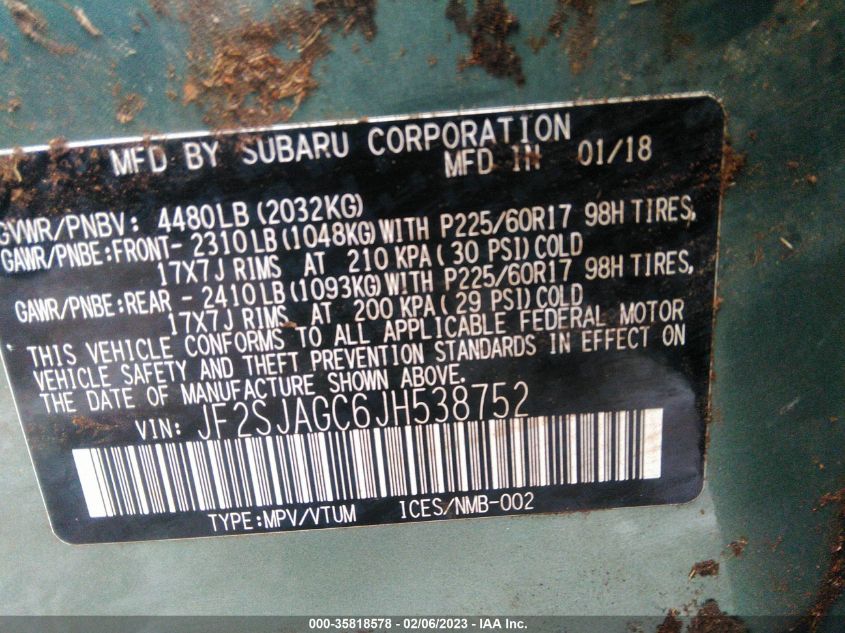 MFD BY SUBARU CORPORATION
MFD IN 01/18
GVWR/PNBV: 4480LB (2032KG)
GAWR/PNBE:FRONT- 2310LB (1048KG) WITH P225/60R17 98H TIRES,
17X7J RIMS AT 210 KPA( 30 PSI) COLD
GAWR/PNBE:REAR - 2410LB (1093KG) WITH P225/60R17 98H TIRES,
17X7J RIMS AT 200 KPA( 29 PSI) COLD
THIS VEHICLE CONFORMS TO ALL APPLICABLE FEDERAL MOTOR
VEHICLE SAFETY AND THEFT PREVENTION STANDARDS IN EFFECT ON
THE DATE OF MANUFACTURE SHOWN ABOVE.
VIN: JF2SJAGC6JH538752
TYPE:MPV/VTUM ICES/NMB-002
000-35818578 - 02/06/2023 - IAA Inc.